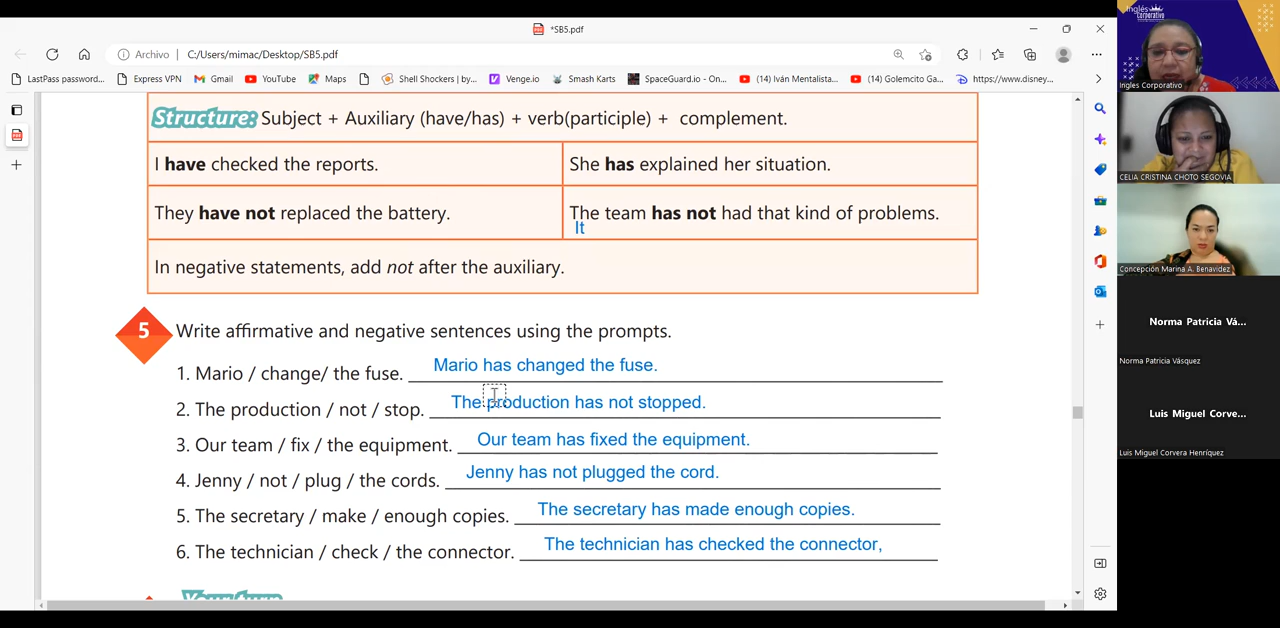 *SB5.pdf
Archivo C:/Users/mimac/Desktop/SB5.pdf
LastPass password... Express VPN Gmail YouTube Maps Shell Shockers | by... Venge.io Smash Karts SpaceGuard.io - On... (14) Iván Mentalista... (14) Golemcito Ga... https://www.disney...
Structure: Subject + Auxiliary (have/has) + verb(participle) + complement.
I have checked the reports. She has explained her situation.
They have not replaced the battery. The team has not had that kind of problems.
It
In negative statements, add not after the auxiliary.
5 Write affirmative and negative sentences using the prompts.
1. Mario / change/ the fuse. Mario has changed the fuse.
2. The production / not / stop. The production has not stopped.
3. Our team / fix / the equipment. Our team has fixed the equipment.
4. Jenny / not / plug / the cords. Jenny has not plugged the cord.
5. The secretary / make / enough copies. The secretary has made enough copies.
6. The technician / check / the connector. The technician has checked the connector,
Your turn
Inglés
Corporativo
Ingles Corporativo
CELIA CRISTINA CHOTO SEGOVIA
Concepción Marina A. Benavidez
Norma Patricia Vá...
Norma Patricia Vásquez
Luis Miguel Corve...
Luis Miguel Corvera Henríquez